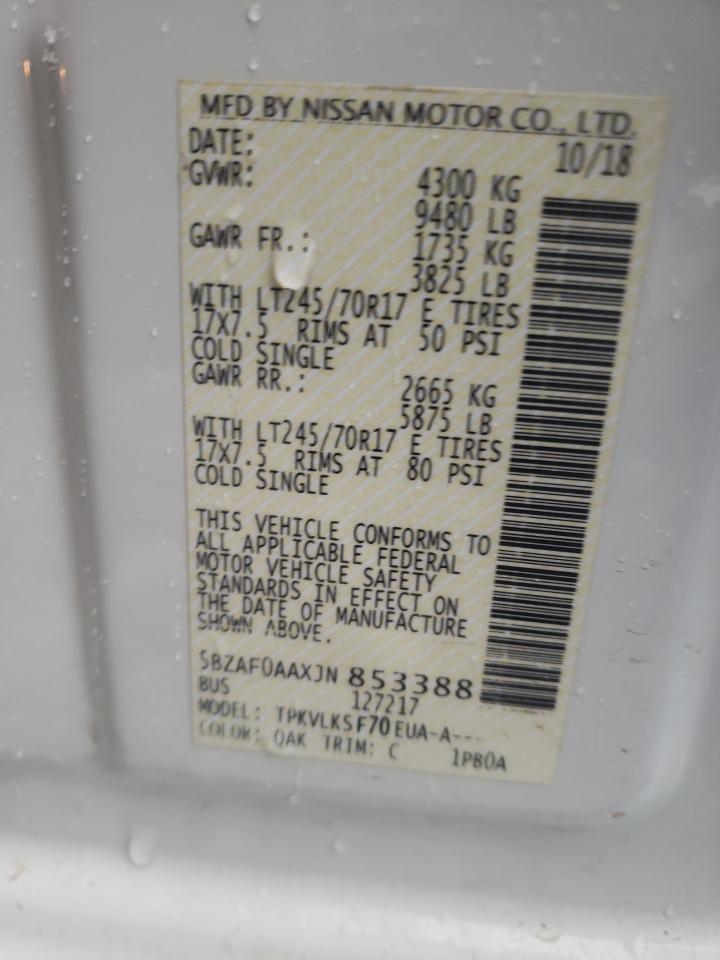 MFD BY NISSAN MOTOR CO., LTD.
DATE: 10/18
GVWR: 4300 KG
9480 LB
GAWR FR.: 1735 KG
3825 LB
WITH LT245/70R17 E TIRES
17X7.5 RIMS AT 50 PSI
COLD SINGLE
GAWR RR.: 2665 KG
5875 LB
WITH LT245/70R17 E TIRES
17X7.5 RIMS AT 80 PSI
COLD SINGLE
THIS VEHICLE CONFORMS TO
ALL APPLICABLE FEDERAL
MOTOR VEHICLE SAFETY
STANDARDS IN EFFECT ON
THE DATE OF MANUFACTURE
SHOWN ABOVE.
5BZAF0AAXJN853388
BUS 127217
MODEL: TPKVLKSF70EUA-A---
COLOR: QAK TRIM: C 1PB0A